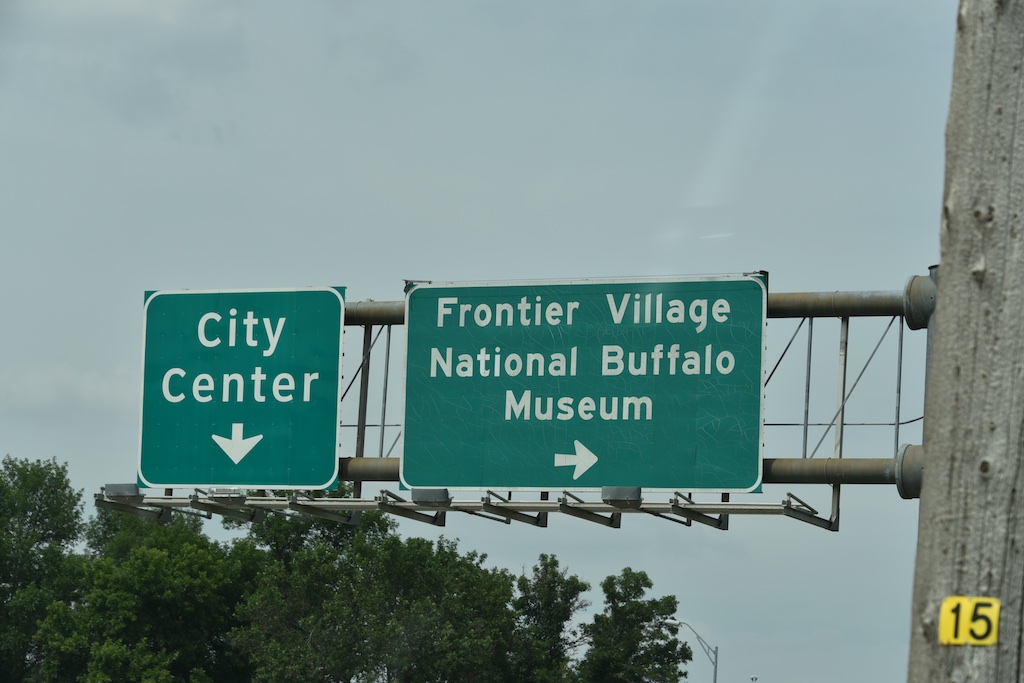 City
Center
Frontier Village
National Buffalo
Museum
15